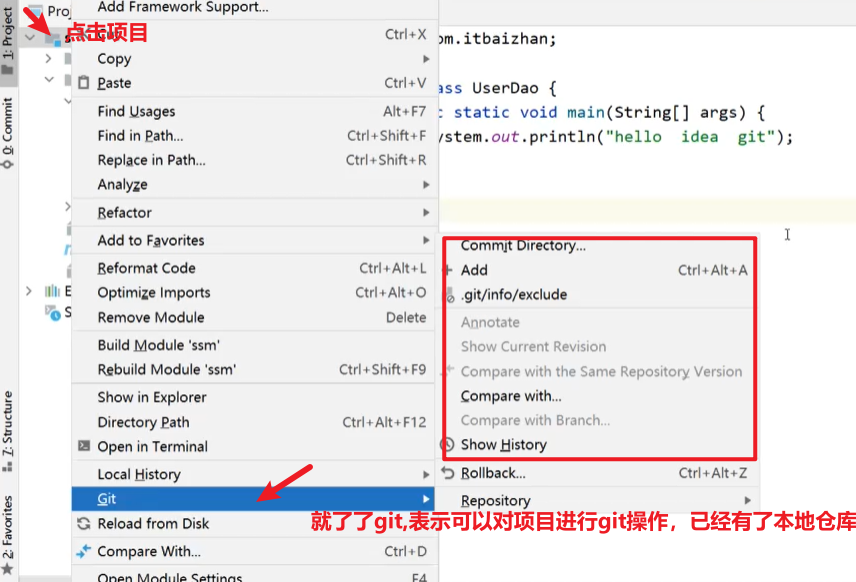 1: Project
0: Commit
7: Structure
2: Favorites
点击项目
Add Framework Support...
Ctrl+X
Copy
Paste Ctrl+V
Find Usages Alt+F7
Find in Path... Ctrl+Shift+F
Replace in Path... Ctrl+Shift+R
Analyze
Refactor
Add to Favorites
Reformat Code Ctrl+Alt+L
Optimize Imports Ctrl+Alt+O
Remove Module Delete
Build Module 'ssm'
Rebuild Module 'ssm' Ctrl+Shift+F9
Show in Explorer
Directory Path Ctrl+Alt+F12
Open in Terminal
Local History
Git
Reload from Disk
Compare With... Ctrl+D
Open Module Settings F4
om.itbaizhan;
ass UserDao {
c static void main(String[] args) {
ystem.out.println("hello idea git");
Commit Directory...
Add Ctrl+Alt+A
.git/info/exclude
Annotate
Show Current Revision
Compare with the Same Repository Version
Compare with...
Compare with Branch...
Show History
Rollback... Ctrl+Alt+Z
Repository
就了了git,表示可以对项目进行git操作，已经有了本地仓库